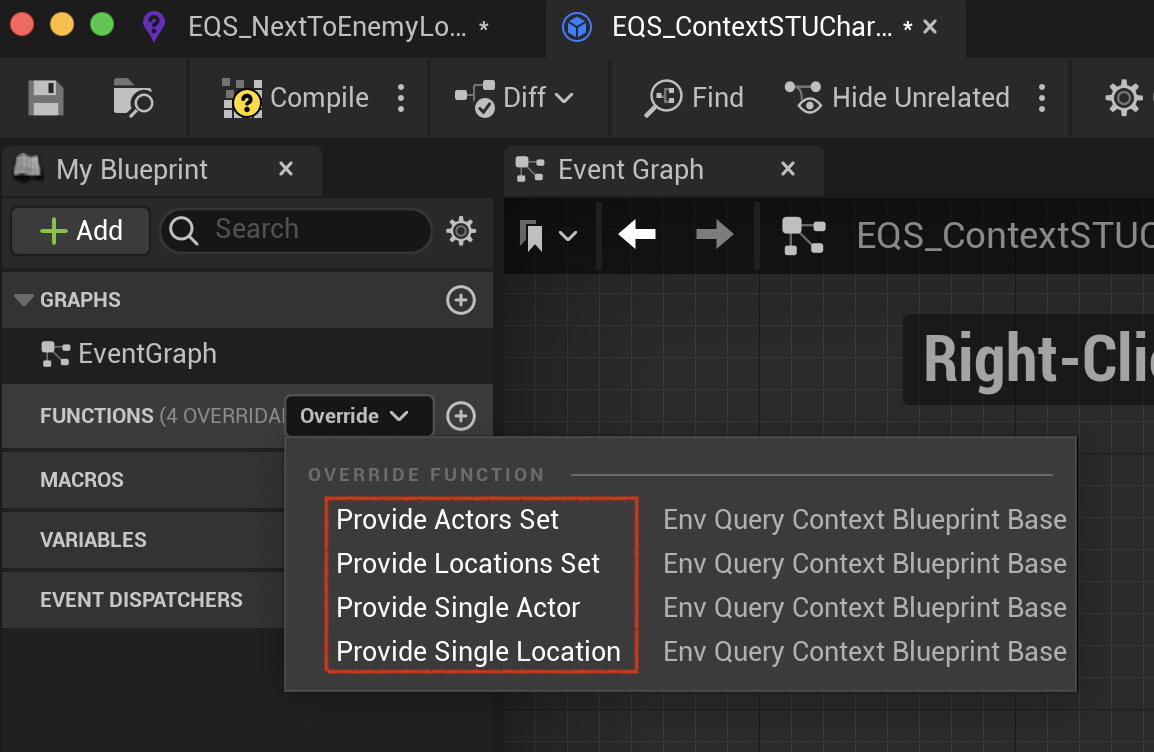 EQS_NextToEnemyLo... *
EQS_ContextSTUChar... *
Compile
Diff
Find
Hide Unrelated
My Blueprint
Event Graph
Add
Search
EQS_ContextSTUC
GRAPHS
EventGraph
Right-Cli
FUNCTIONS (4 OVERRIDA
Override
MACROS
VARIABLES
EVENT DISPATCHERS
OVERRIDE FUNCTION
Provide Actors Set Env Query Context Blueprint Base
Provide Locations Set Env Query Context Blueprint Base
Provide Single Actor Env Query Context Blueprint Base
Provide Single Location Env Query Context Blueprint Base